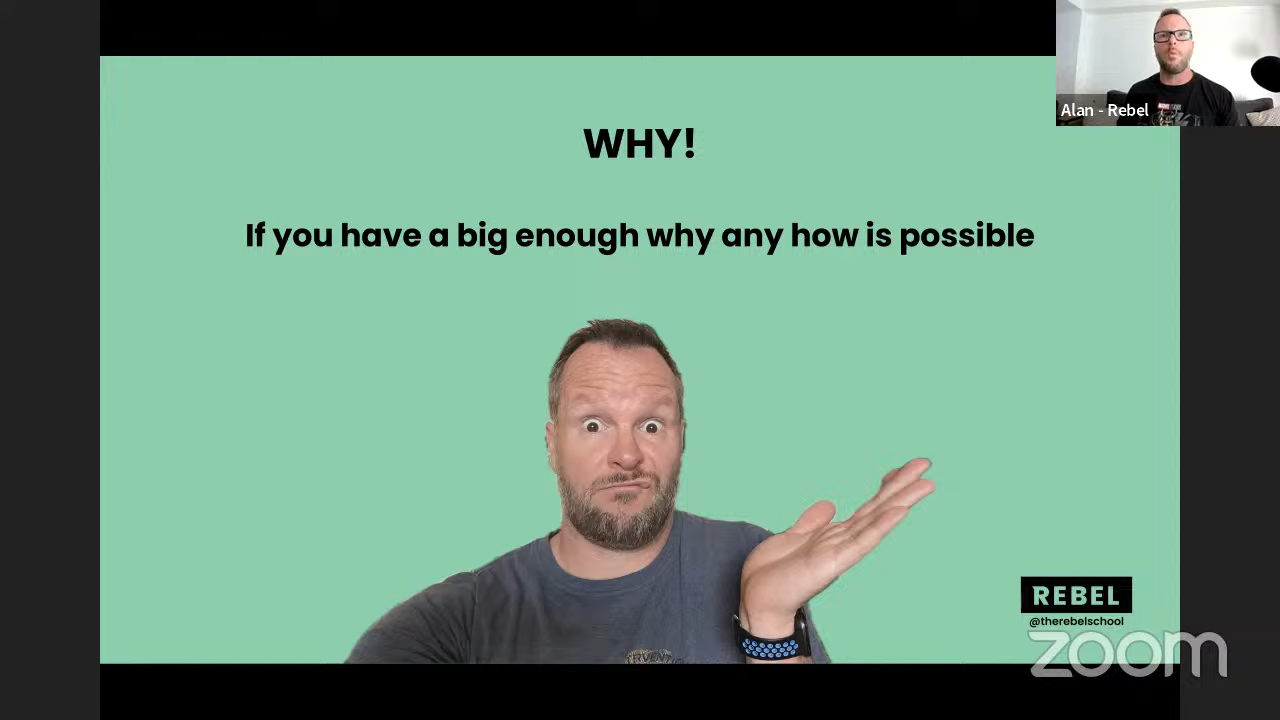 WHY!
If you have a big enough why any how is possible
Alan - Rebel
REBEL
@therebelschool
zoom